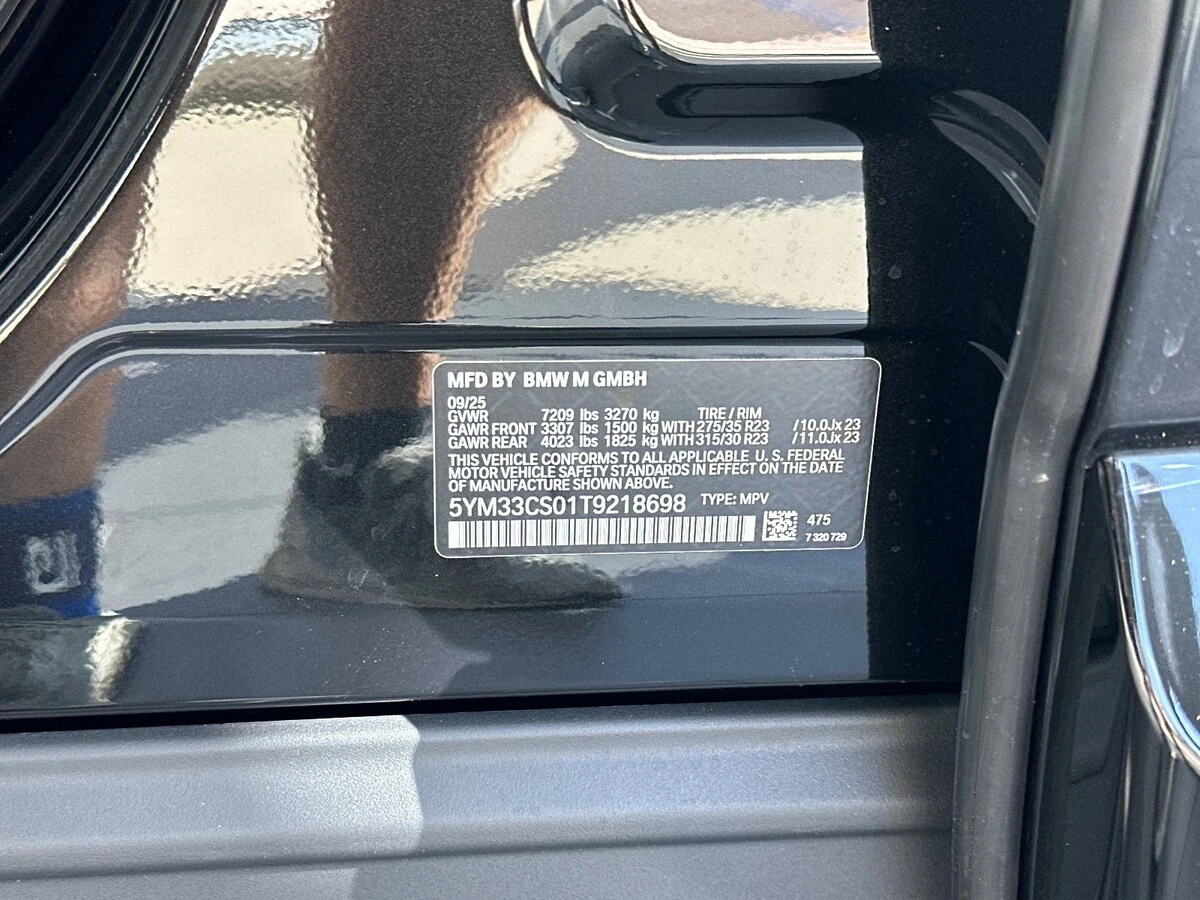 MFD BY BMW M GMBH
09/25
GVWR 7209 lbs 3270 kg TIRE / RIM
GAWR FRONT 3307 lbs 1500 kg WITH 275/35 R23 /10.0Jx 23
GAWR REAR 4023 lbs 1825 kg WITH 315/30 R23 /11.0Jx 23
THIS VEHICLE CONFORMS TO ALL APPLICABLE U.S. FEDERAL
MOTOR VEHICLE SAFETY STANDARDS IN EFFECT ON THE DATE
OF MANUFACTURE SHOWN ABOVE.
5YM33CS01T9218698 TYPE: MPV
475
7 320 729